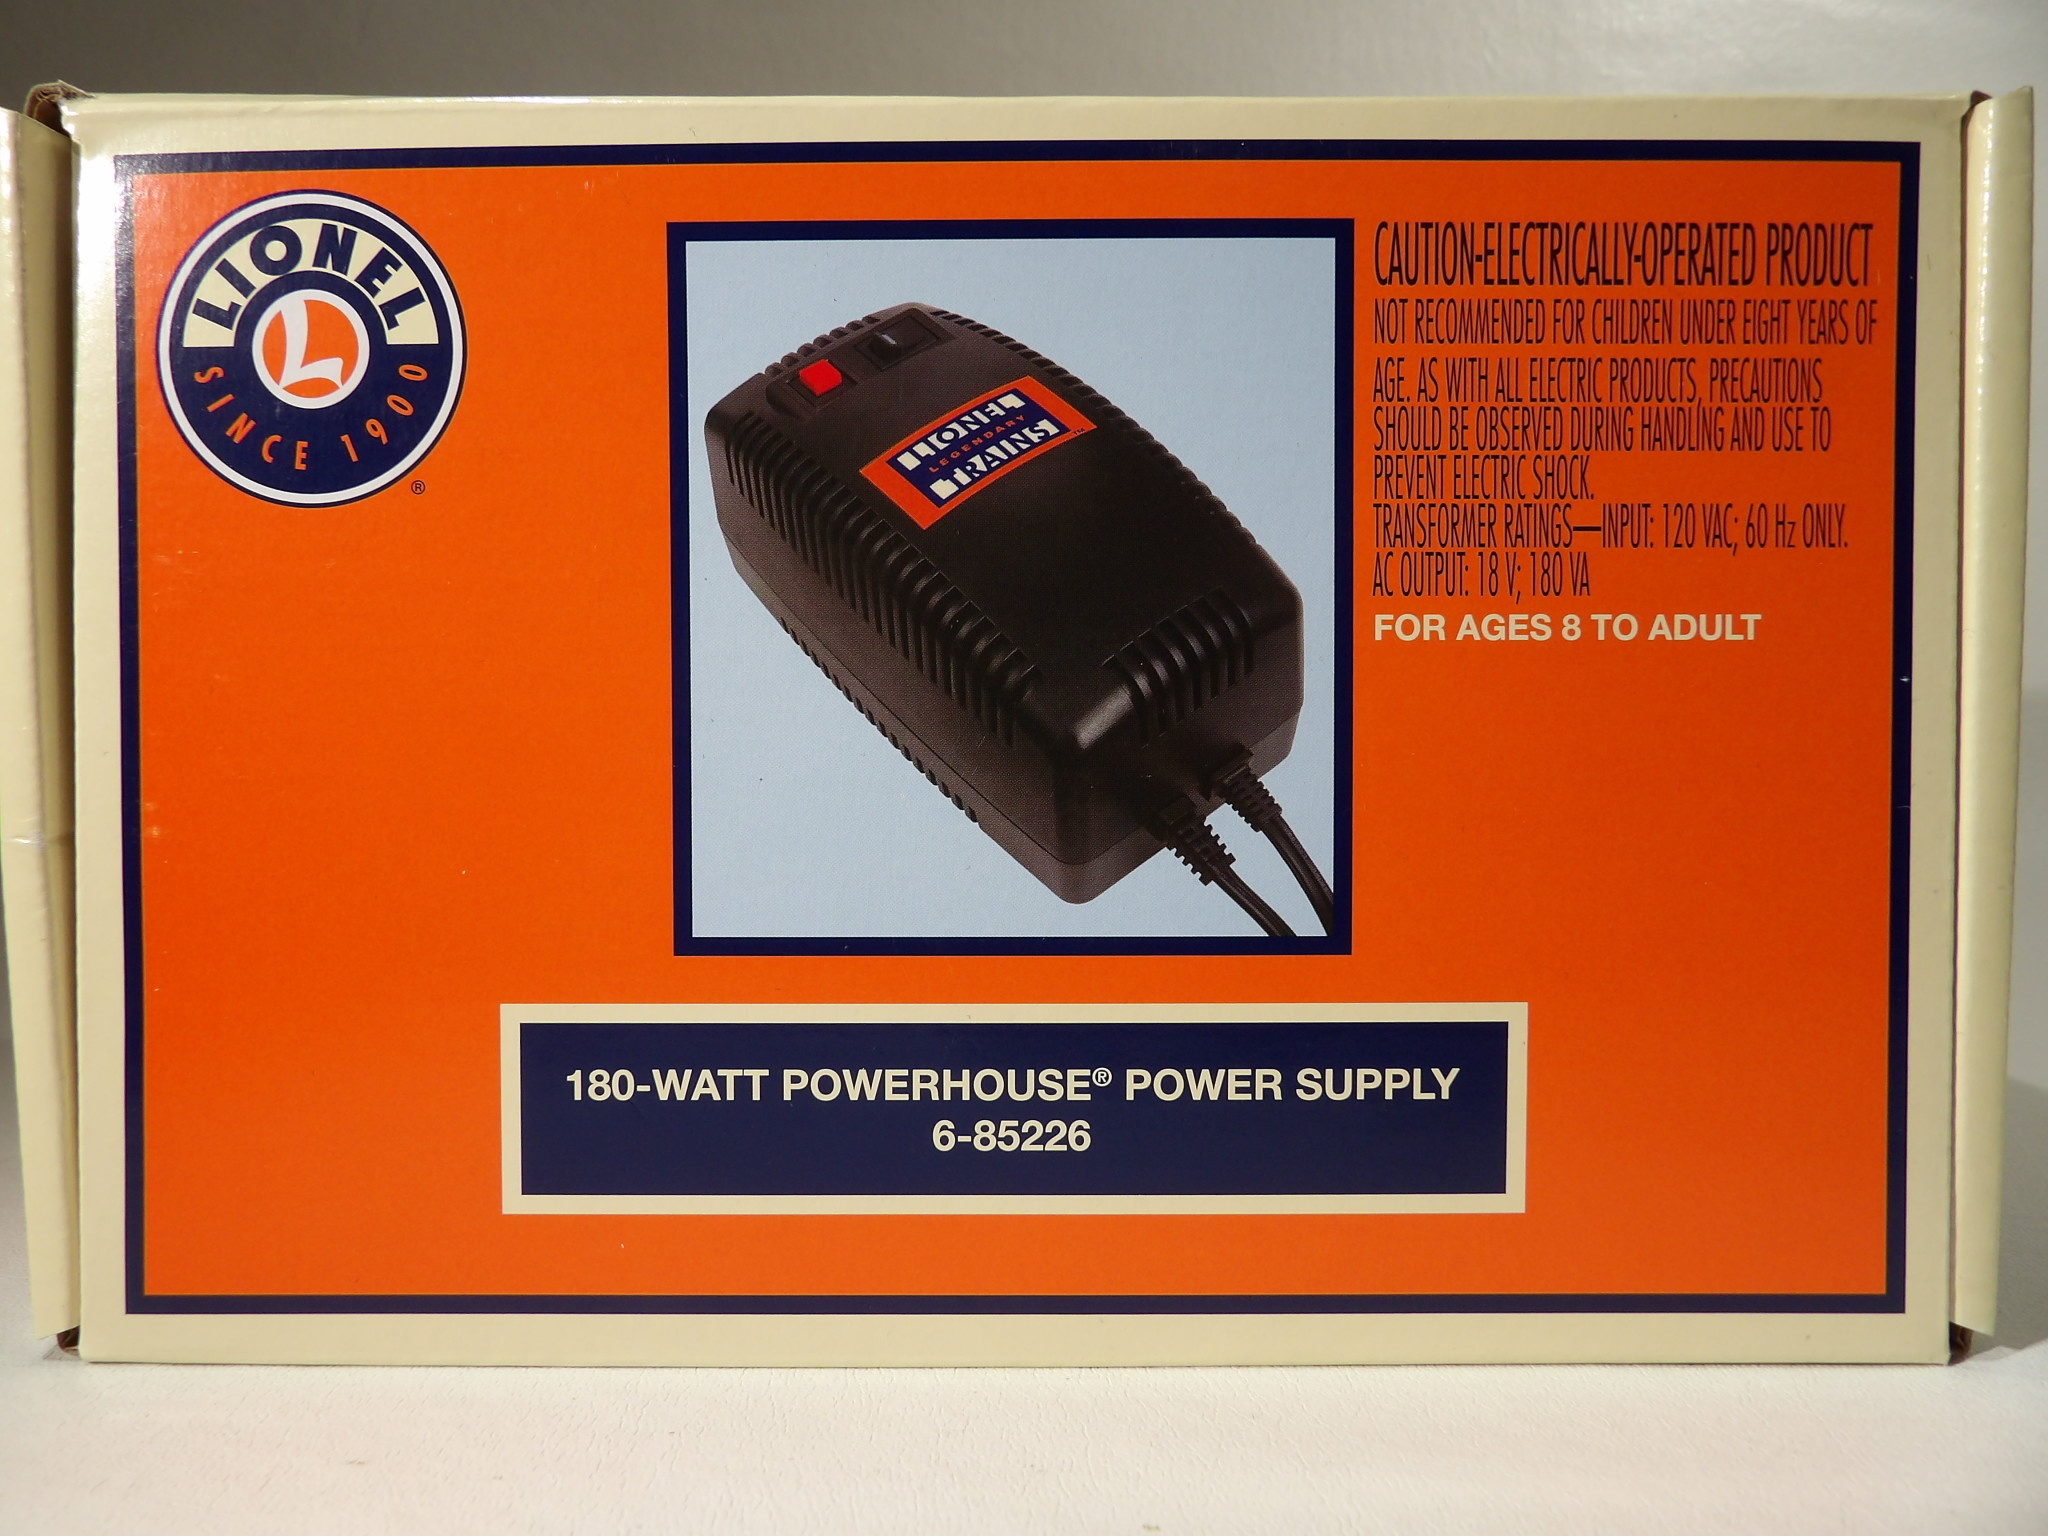 LIONEL
L
SINCE 1900
®
LIONEL
LEGENDARY
TRAINS™
CAUTION-ELECTRICALLY-OPERATED PRODUCT
NOT RECOMMENDED FOR CHILDREN UNDER EIGHT YEARS OF
AGE. AS WITH ALL ELECTRIC PRODUCTS, PRECAUTIONS
SHOULD BE OBSERVED DURING HANDLING AND USE TO
PREVENT ELECTRIC SHOCK.
TRANSFORMER RATINGS—INPUT: 120 VAC; 60 Hz ONLY.
AC OUTPUT: 18 V; 180 VA
FOR AGES 8 TO ADULT
180-WATT POWERHOUSE® POWER SUPPLY
6-85226